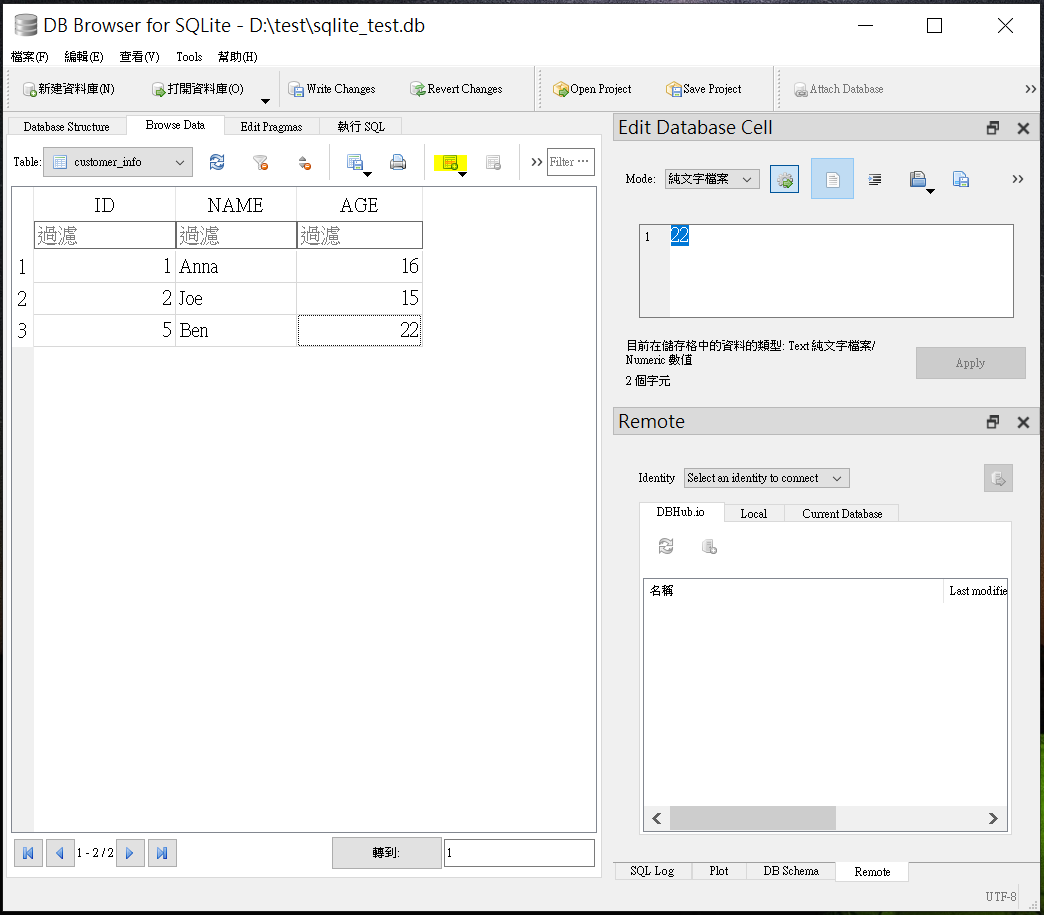 DB Browser for SQLite - D:\test\sqlite_test.db
檔案(F) 編輯(E) 查看(V) Tools 幫助(H)
新建資料庫(N) 打開資料庫(O) Write Changes Revert Changes Open Project Save Project Attach Database
Database Structure Browse Data Edit Pragmas 執行 SQL
Table: customer_info Filter ···
ID NAME AGE
過濾 過濾 過濾
1 1 Anna 16
2 2 Joe 15
3 5 Ben 22
1 - 2 / 2 轉到: 1
Edit Database Cell
Mode: 純文字檔案
1 22
目前在儲存格中的資料的類型: Text 純文字檔案/
Numeric 數值
2 個字元
Apply
Remote
Identity Select an identity to connect
DBHub.io Local Current Database
名稱 Last modifie
SQL Log Plot DB Schema Remote
UTF-8